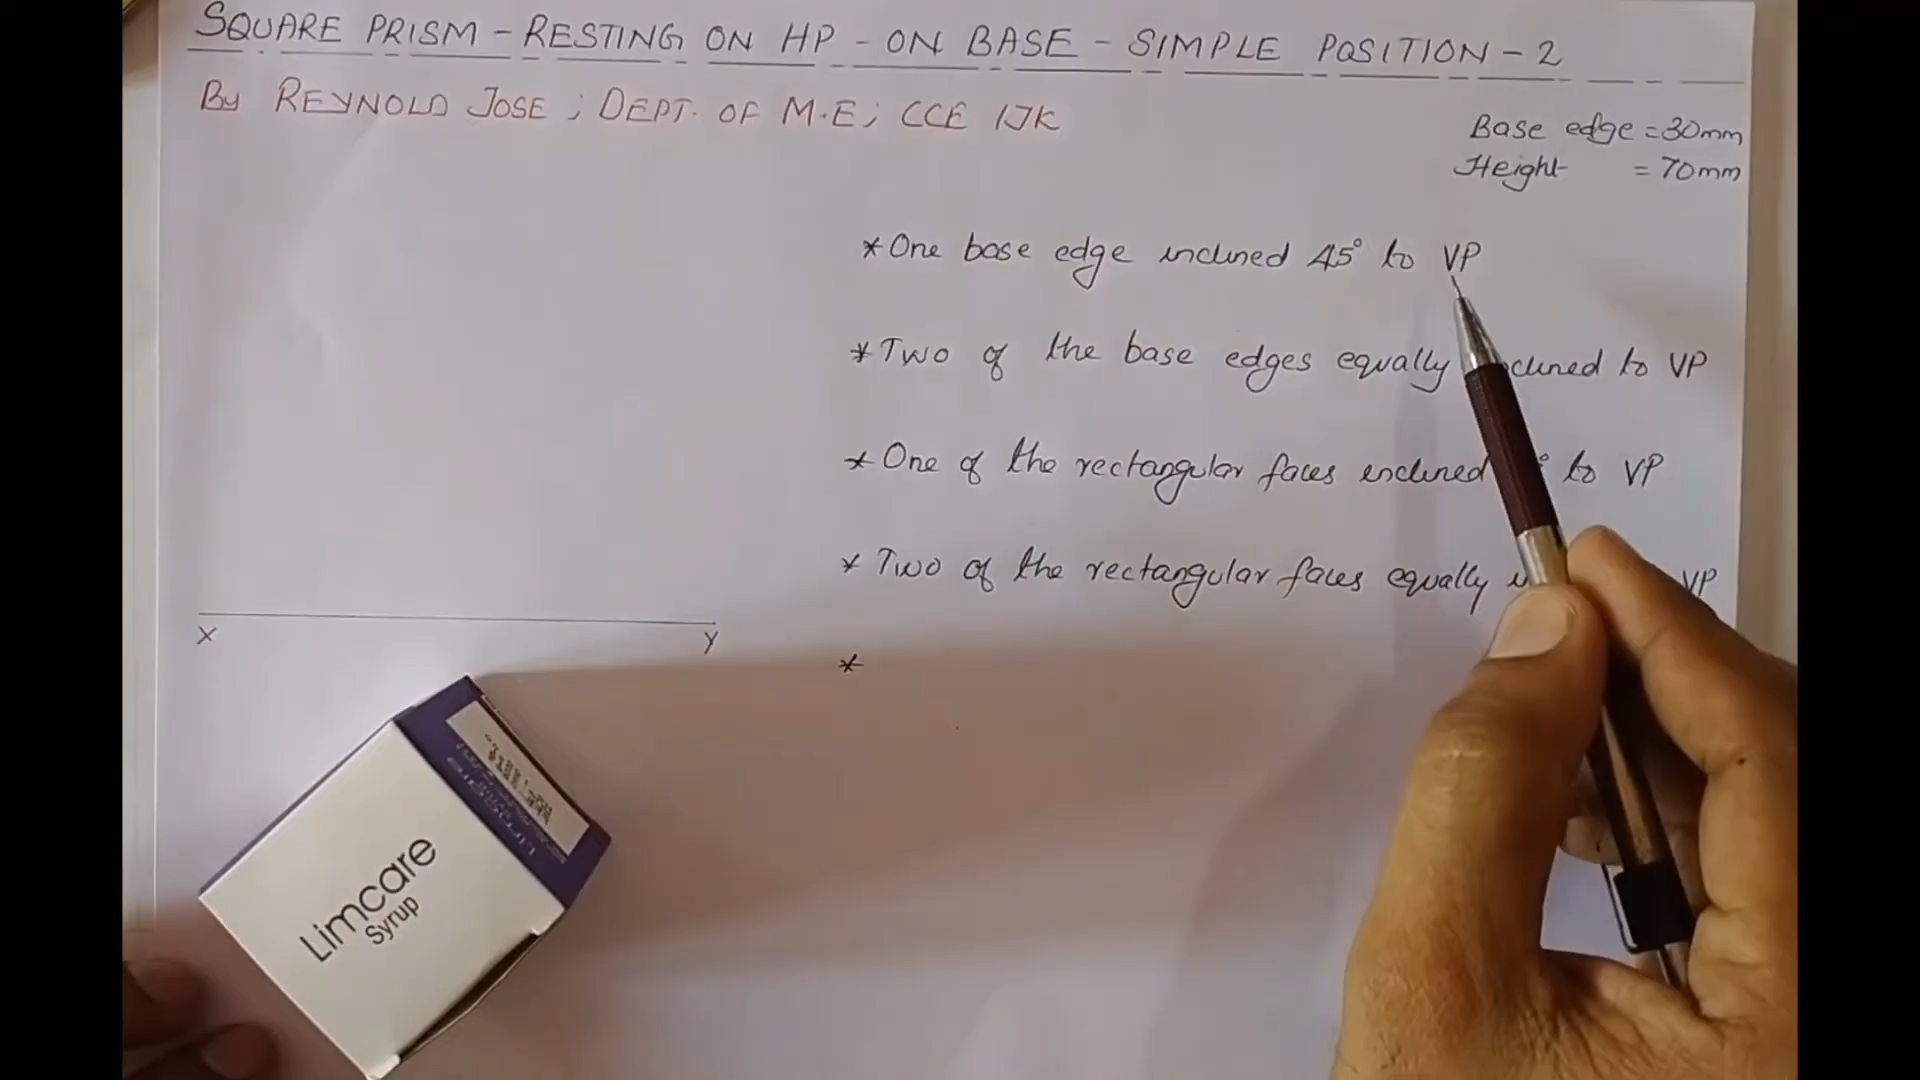 SQUARE PRISM - RESTING ON HP - ON BASE - SIMPLE POSITION - 2
By REYNOLD JOSE ; DEPT. OF M.E ; CCE IJK
Base edge = 30mm
Height = 70mm
* One base edge inclined 45° to VP
* Two of the base edges equally inclined to VP
* One of the rectangular faces inclined ° to VP
* Two of the rectangular faces equally VP
X Y
*
Limcare
Syrup